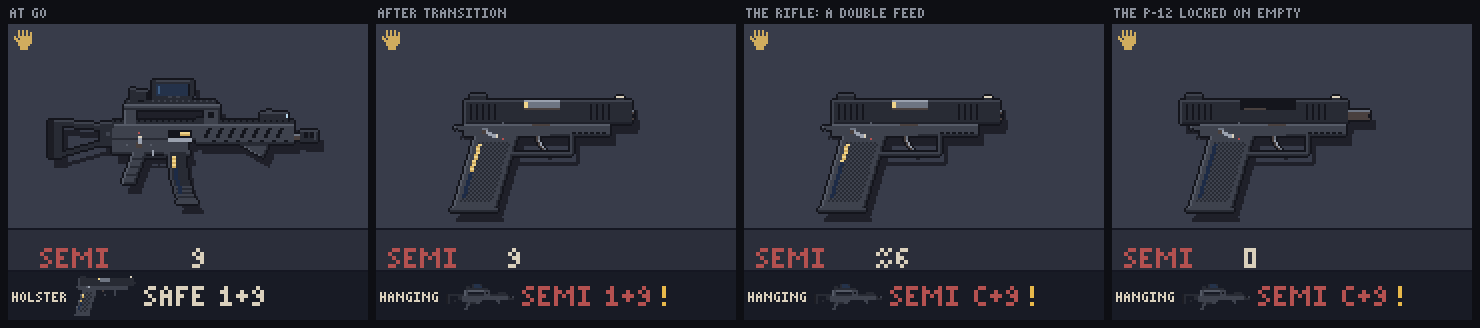 AT GO
SEMI 9
HOLSTER SAFE 1+9
AFTER TRANSITION
SEMI 9
HANGING SEMI 1+9 !
THE RIFLE: A DOUBLE FEED
SEMI %6
HANGING SEMI C+9 !
THE P-12 LOCKED ON EMPTY
SEMI 0
HANGING SEMI C+9 !